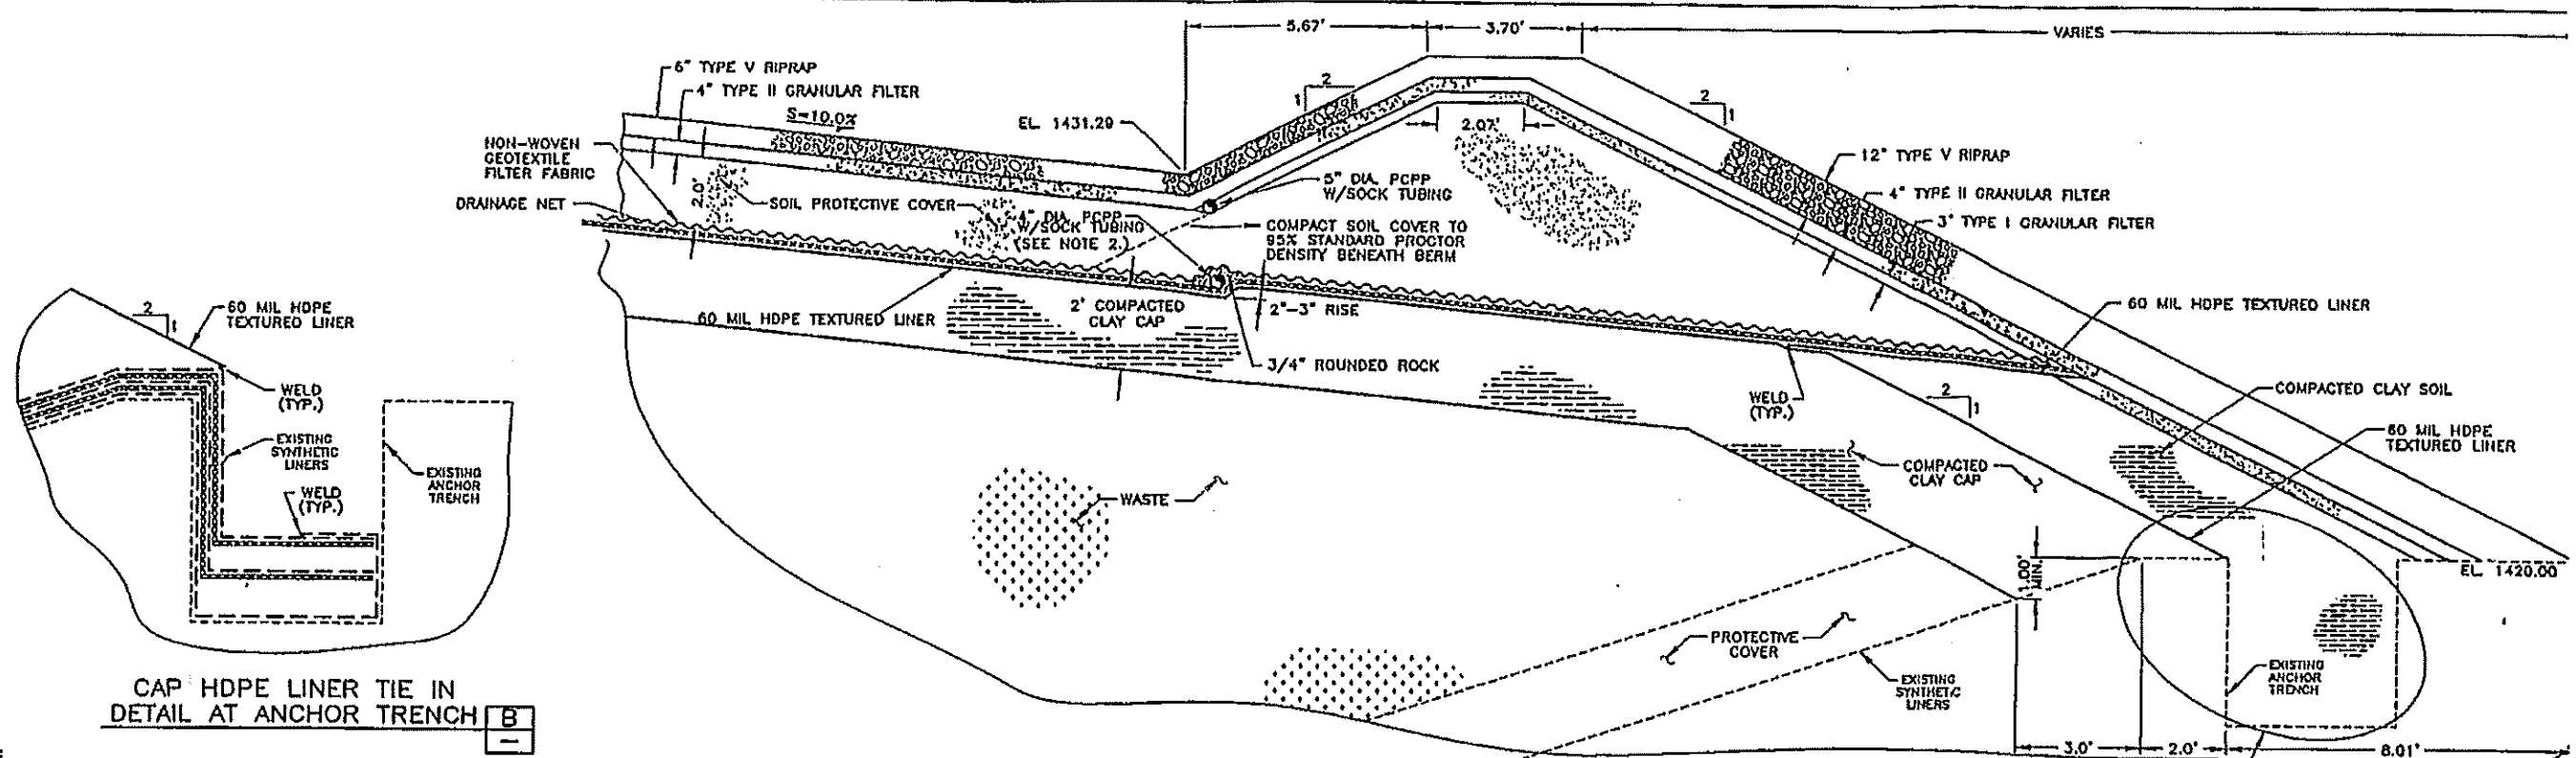 5.67'
3.70'
VARIES
6" TYPE V RIPRAP
4" TYPE II GRANULAR FILTER
S=10.0%
NON-WOVEN
GEOTEXTILE
FILTER FABRIC
DRAINAGE NET
2.0'
SOIL PROTECTIVE COVER
EL. 1431.29
2
1
2.07'
2
1
4" DIA. PCPP
W/SOCK TUBING
(SEE NOTE 2.)
5" DIA. PCPP
W/SOCK TUBING
COMPACT SOIL COVER TO
95% STANDARD PROCTOR
DENSITY BENEATH BERM
12" TYPE V RIPRAP
4" TYPE II GRANULAR FILTER
3" TYPE I GRANULAR FILTER
60 MIL HDPE TEXTURED LINER
2' COMPACTED
CLAY CAP
2"-3" RISE
3/4" ROUNDED ROCK
60 MIL HDPE TEXTURED LINER
WELD
(TYP.)
2
1
COMPACTED CLAY SOIL
60 MIL HDPE
TEXTURED LINER
COMPACTED
CLAY CAP
WASTE
1.00'
MIN.
EL. 1420.00
PROTECTIVE
COVER
EXISTING
SYNTHETIC
LINERS
EXISTING
ANCHOR
TRENCH
3.0'
2.0'
8.01'
2
1
60 MIL HDPE
TEXTURED LINER
WELD
(TYP.)
EXISTING
SYNTHETIC
LINERS
WELD
(TYP.)
EXISTING
ANCHOR
TRENCH
CAP HDPE LINER TIE IN
DETAIL AT ANCHOR TRENCH
B
–